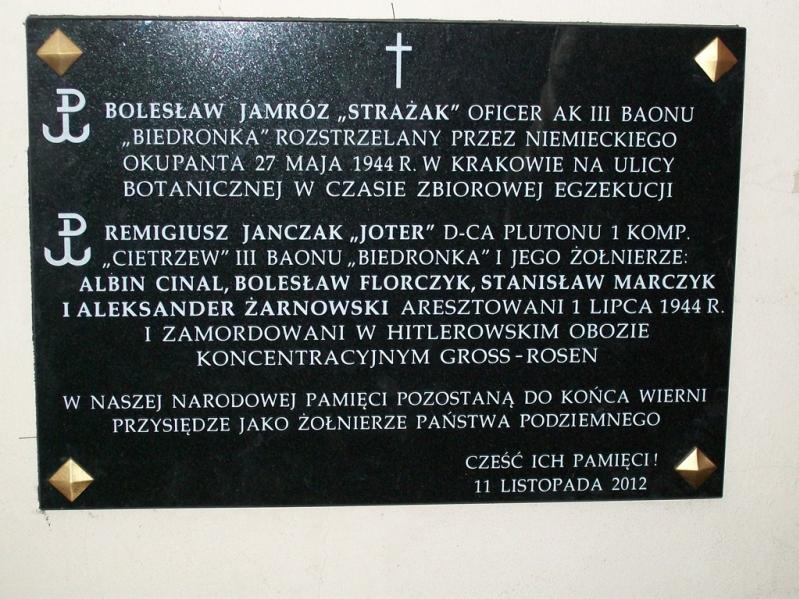 BOLESŁAW JAMRÓZ „STRAŻAK” OFICER AK III BAONU
„BIEDRONKA” ROZSTRZELANY PRZEZ NIEMIECKIEGO
OKUPANTA 27 MAJA 1944 R. W KRAKOWIE NA ULICY
BOTANICZNEJ W CZASIE ZBIOROWEJ EGZEKUCJI
REMIGIUSZ JANCZAK „JOTER” D-CA PLUTONU 1 KOMP.
„CIETRZEW” III BAONU „BIEDRONKA” I JEGO ŻOŁNIERZE:
ALBIN CINAL, BOLESŁAW FLORCZYK, STANISŁAW MARCZYK
I ALEKSANDER ŻARNOWSKI ARESZTOWANI 1 LIPCA 1944 R.
I ZAMORDOWANI W HITLEROWSKIM OBOZIE
KONCENTRACYJNYM GROSS-ROSEN
W NASZEJ NARODOWEJ PAMIĘCI POZOSTANĄ DO KOŃCA WIERNI
PRZYSIĘDZE JAKO ŻOŁNIERZE PAŃSTWA PODZIEMNEGO
CZEŚĆ ICH PAMIĘCI!
11 LISTOPADA 2012